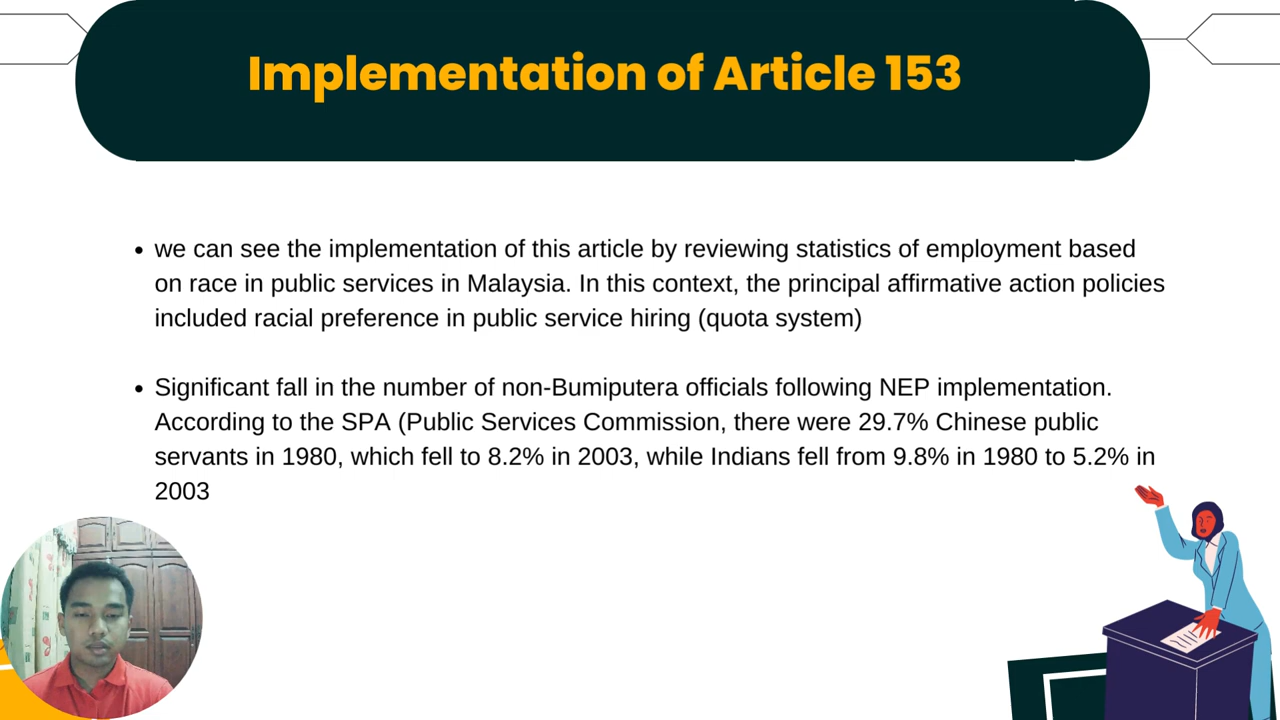 Implementation of Article 153
• we can see the implementation of this article by reviewing statistics of employment based
on race in public services in Malaysia. In this context, the principal affirmative action policies
included racial preference in public service hiring (quota system)
• Significant fall in the number of non-Bumiputera officials following NEP implementation.
According to the SPA (Public Services Commission, there were 29.7% Chinese public
servants in 1980, which fell to 8.2% in 2003, while Indians fell from 9.8% in 1980 to 5.2% in
2003